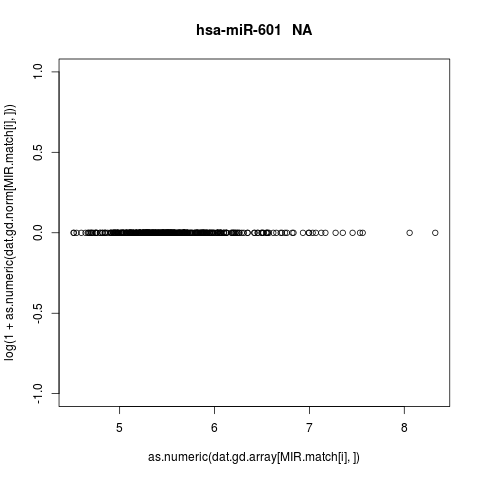 hsa-miR-601 NA
log(1 + as.numeric(dat.gd.norm[MIR.match[i], ]))
1.0
0.5
0.0
-0.5
-1.0
5 6 7 8
as.numeric(dat.gd.array[MIR.match[i], ])